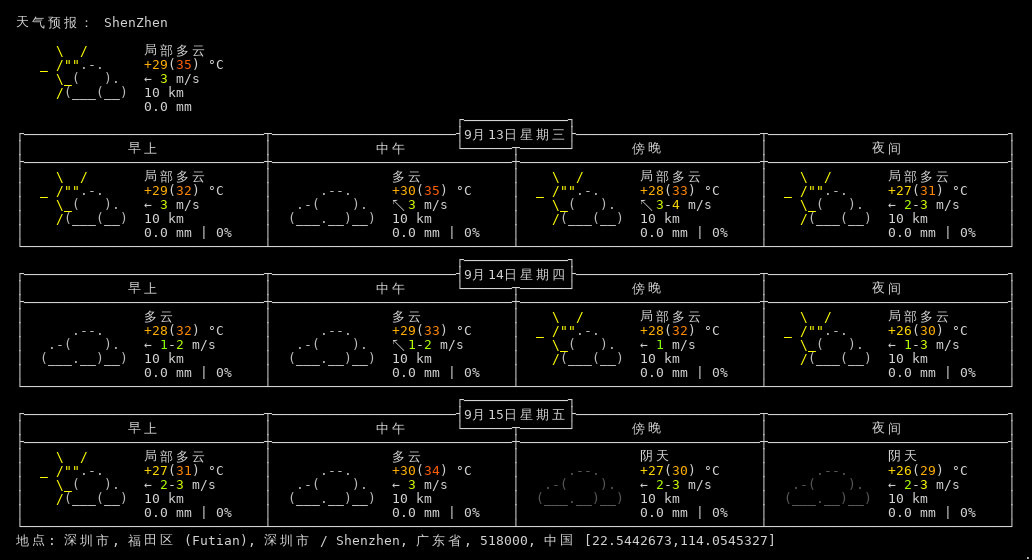 天气预报： ShenZhen
局部多云
+29(35) °C
← 3 m/s
10 km
0.0 mm
9月13日星期三
早上 中午 傍晚 夜间
局部多云 多云 局部多云 局部多云
+29(32) °C +30(35) °C +28(33) °C +27(31) °C
← 3 m/s ↖ 3 m/s ↖ 3-4 m/s ← 2-3 m/s
10 km 10 km 10 km 10 km
0.0 mm | 0% 0.0 mm | 0% 0.0 mm | 0% 0.0 mm | 0%
9月14日星期四
早上 中午 傍晚 夜间
多云 多云 局部多云 局部多云
+28(32) °C +29(33) °C +28(32) °C +26(30) °C
← 1-2 m/s ↖ 1-2 m/s ← 1 m/s ← 1-3 m/s
10 km 10 km 10 km 10 km
0.0 mm | 0% 0.0 mm | 0% 0.0 mm | 0% 0.0 mm | 0%
9月15日星期五
早上 中午 傍晚 夜间
局部多云 多云 阴天 阴天
+27(31) °C +30(34) °C +27(30) °C +26(29) °C
← 2-3 m/s ← 3 m/s ← 2-3 m/s ← 2-3 m/s
10 km 10 km 10 km 10 km
0.0 mm | 0% 0.0 mm | 0% 0.0 mm | 0% 0.0 mm | 0%
地点: 深圳市, 福田区 (Futian), 深圳市 / Shenzhen, 广东省, 518000, 中国 [22.5442673,114.0545327]